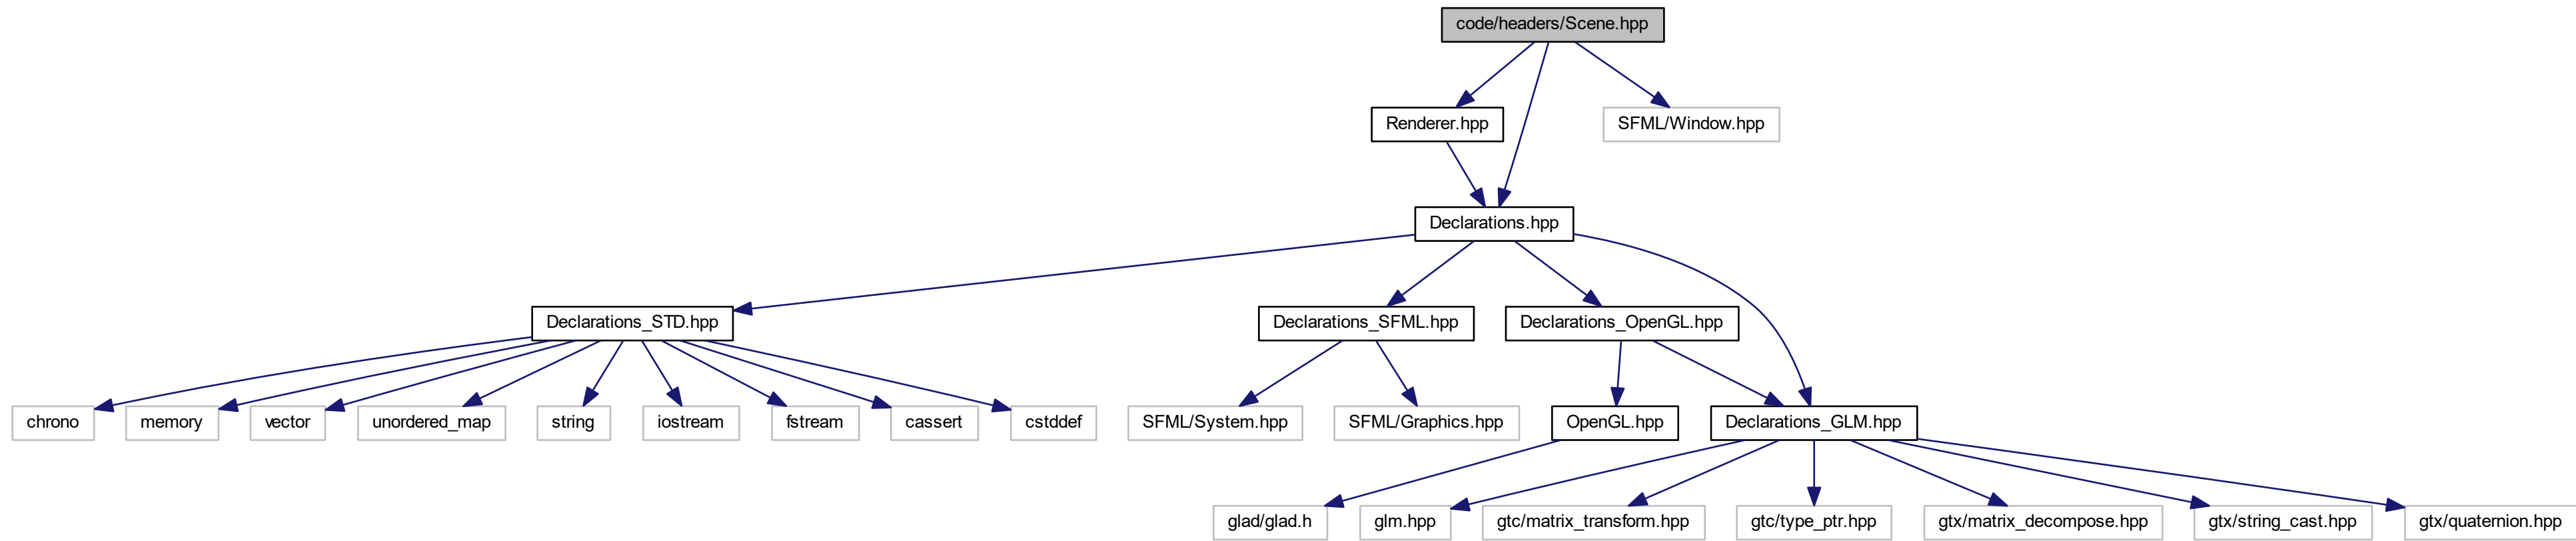 code/headers/Scene.hpp
Renderer.hpp
SFML/Window.hpp
Declarations.hpp
Declarations_STD.hpp
Declarations_SFML.hpp
Declarations_OpenGL.hpp
chrono
memory
vector
unordered_map
string
iostream
fstream
cassert
cstddef
SFML/System.hpp
SFML/Graphics.hpp
OpenGL.hpp
Declarations_GLM.hpp
glad/glad.h
glm.hpp
gtc/matrix_transform.hpp
gtc/type_ptr.hpp
gtx/matrix_decompose.hpp
gtx/string_cast.hpp
gtx/quaternion.hpp